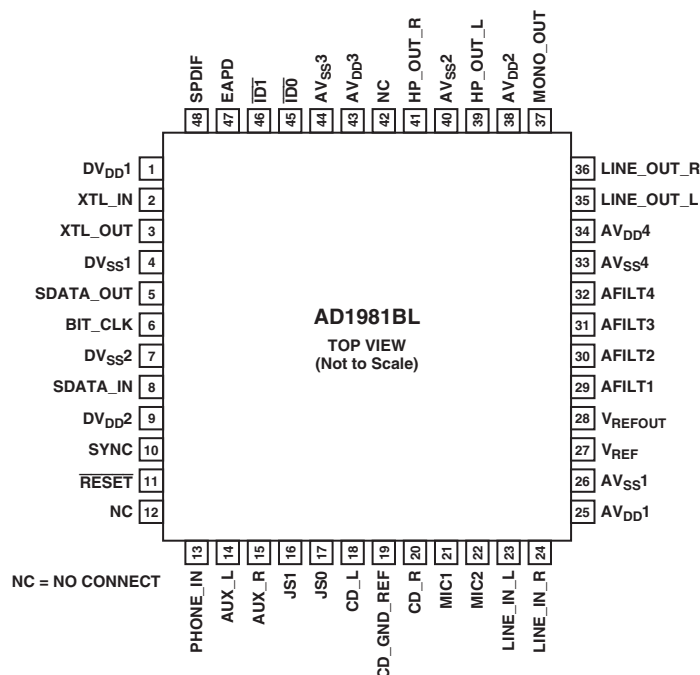 SPDIF
EAPD
ID1
ID0
AVSS3
AVDD3
NC
HP_OUT_R
AVSS2
HP_OUT_L
AVDD2
MONO_OUT
48
47
46
45
44
43
42
41
40
39
38
37
DVDD1 1
XTL_IN 2
XTL_OUT 3
DVSS1 4
SDATA_OUT 5
BIT_CLK 6
DVSS2 7
SDATA_IN 8
DVDD2 9
SYNC 10
RESET 11
NC 12
AD1981BL
TOP VIEW
(Not to Scale)
36 LINE_OUT_R
35 LINE_OUT_L
34 AVDD4
33 AVSS4
32 AFILT4
31 AFILT3
30 AFILT2
29 AFILT1
28 VREFOUT
27 VREF
26 AVSS1
25 AVDD1
13
14
15
16
17
18
19
20
21
22
23
24
PHONE_IN
AUX_L
AUX_R
JS1
JS0
CD_L
CD_GND_REF
CD_R
MIC1
MIC2
LINE_IN_L
LINE_IN_R
NC = NO CONNECT